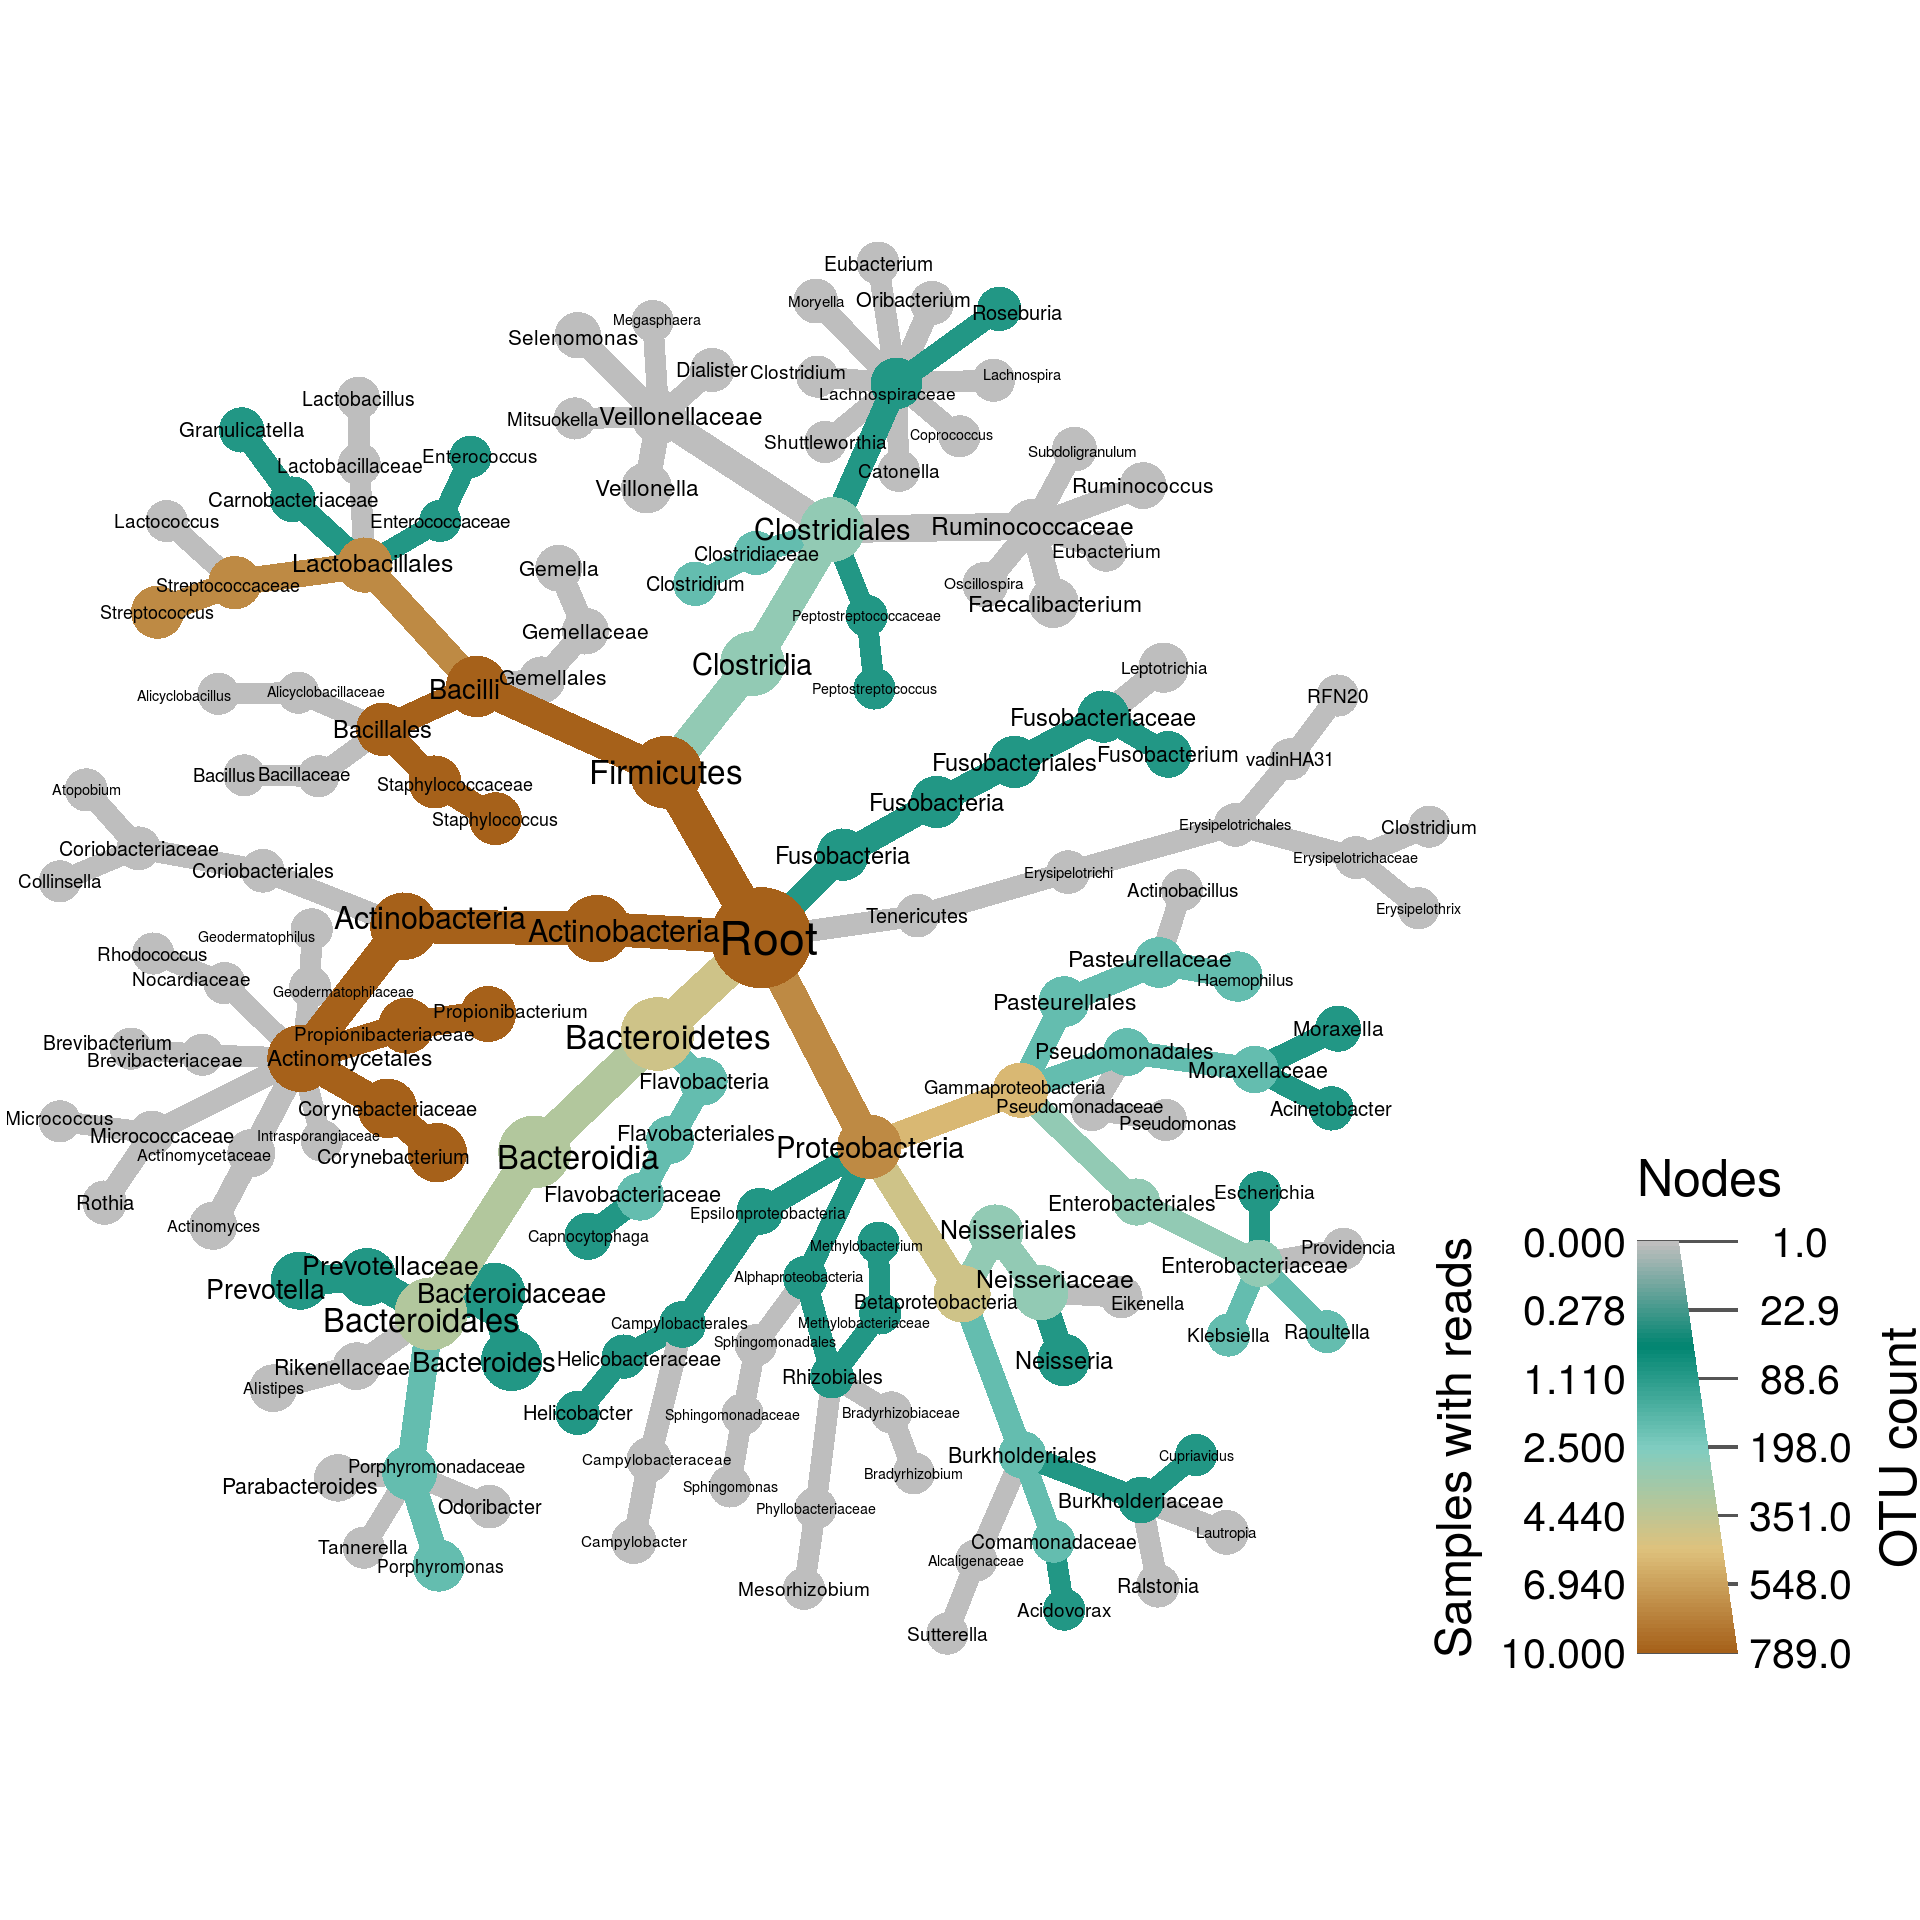 Eubacterium
Moryella
Oribacterium
Roseburia
Megasphaera
Selenomonas
Dialister
Clostridium
Lachnospira
Lachnospiraceae
Lactobacillus
Mitsuokella
Veillonellaceae
Granulicatella
Shuttleworthia
Coprococcus
Subdoligranulum
Lactobacillaceae
Enterococcus
Catonella
Veillonella
Ruminococcus
Carnobacteriaceae
Lactococcus
Enterococcaceae
Clostridiales
Ruminococcaceae
Clostridiaceae
Eubacterium
Lactobacillales
Gemella
Streptococcaceae
Clostridium
Oscillospira
Streptococcus
Peptostreptococcaceae
Faecalibacterium
Gemellaceae
Clostridia
Leptotrichia
Gemellales
Bacilli
Alicyclobacillus
Alicyclobacillaceae
Peptostreptococcus
RFN20
Bacillales
Fusobacteriaceae
Fusobacteriales
Fusobacterium
vadinHA31
Firmicutes
Bacillus
Bacillaceae
Staphylococcaceae
Atopobium
Fusobacteria
Staphylococcus
Erysipelotrichales
Clostridium
Coriobacteriaceae
Fusobacteria
Erysipelotrichaceae
Collinsella
Coriobacteriales
Erysipelotrichi
Actinobacillus
Erysipelothrix
Actinobacteria
Actinobacteria
Root
Tenericutes
Geodermatophilus
Rhodococcus
Nocardiaceae
Pasteurellaceae
Haemophilus
Geodermatophilaceae
Pasteurellales
Propionibacterium
Propionibacteriaceae
Moraxella
Brevibacterium
Brevibacteriaceae
Actinomycetales
Bacteroidetes
Pseudomonadales
Moraxellaceae
Flavobacteria
Gammaproteobacteria
Pseudomonadaceae
Acinetobacter
Corynebacteriaceae
Micrococcus
Pseudomonas
Micrococcaceae
Intrasporangiaceae
Flavobacteriales
Actinomycetaceae
Corynebacterium
Bacteroidia
Proteobacteria
Rothia
Flavobacteriaceae
Enterobacteriales
Escherichia
Epsilonproteobacteria
Actinomyces
Capnocytophaga
Methylobacterium
Neisseriales
Providencia
Prevotellaceae
Enterobacteriaceae
Prevotella
Bacteroidaceae
Alphaproteobacteria
Neisseriaceae
Betaproteobacteria
Eikenella
Bacteroidales
Campylobacterales
Methylobacteriaceae
Klebsiella
Raoultella
Sphingomonadales
Rikenellaceae
Bacteroides
Helicobacteraceae
Neisseria
Rhizobiales
Alistipes
Helicobacter
Sphingomonadaceae
Bradyrhizobiaceae
Campylobacteraceae
Burkholderiales
Cupriavidus
Porphyromonadaceae
Bradyrhizobium
Parabacteroides
Sphingomonas
Odoribacter
Phyllobacteriaceae
Burkholderiaceae
Lautropia
Tannerella
Campylobacter
Comamonadaceae
Alcaligenaceae
Porphyromonas
Mesorhizobium
Ralstonia
Acidovorax
Sutterella
Nodes
Samples with reads
OTU count
0.000 1.0
0.278 22.9
1.110 88.6
2.500 198.0
4.440 351.0
6.940 548.0
10.000 789.0